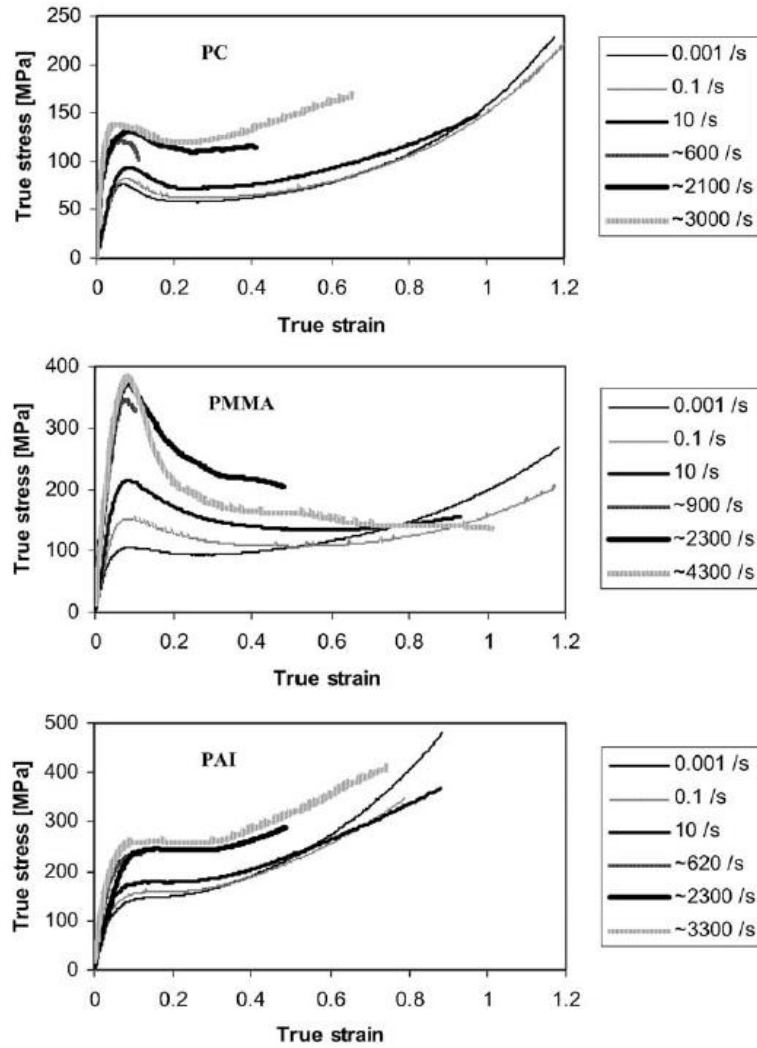 PC
True stress [MPa]
250
200
150
100
50
0
0 0.2 0.4 0.6 0.8 1 1.2
True strain
0.001 /s
0.1 /s
10 /s
~600 /s
~2100 /s
~3000 /s
PMMA
True stress [MPa]
400
300
200
100
0
0 0.2 0.4 0.6 0.8 1 1.2
True strain
0.001 /s
0.1 /s
10 /s
~900 /s
~2300 /s
~4300 /s
PAI
True stress [MPa]
500
400
300
200
100
0
0 0.2 0.4 0.6 0.8 1 1.2
True strain
0.001 /s
0.1 /s
10 /s
~620 /s
~2300 /s
~3300 /s